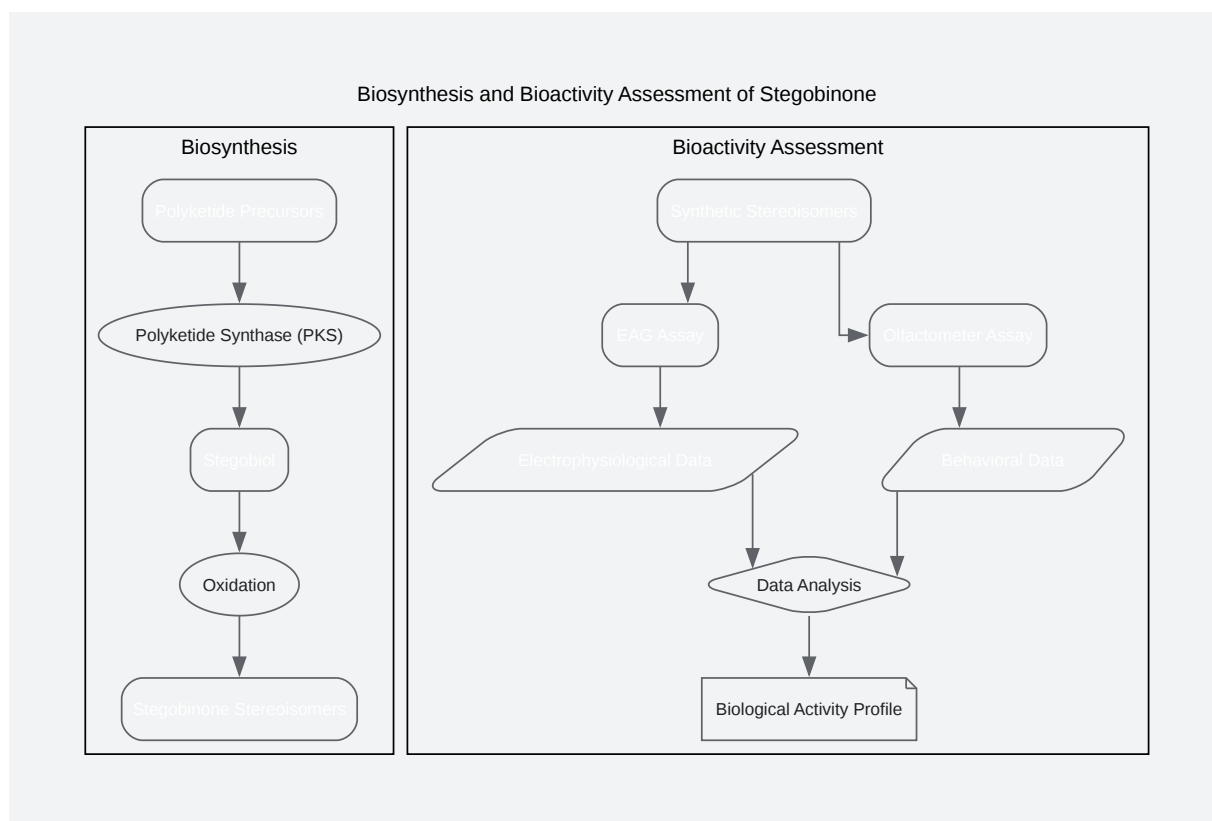 Biosynthesis and Bioactivity Assessment of Stegobinone
Biosynthesis
Polyketide Precursors
Polyketide Synthase (PKS)
Stegobiol
Oxidation
Stegobinone Stereoisomers
Bioactivity Assessment
Synthetic Stereoisomers
EAG Assay
Olfactometer Assay
Electrophysiological Data
Behavioral Data
Data Analysis
Biological Activity Profile